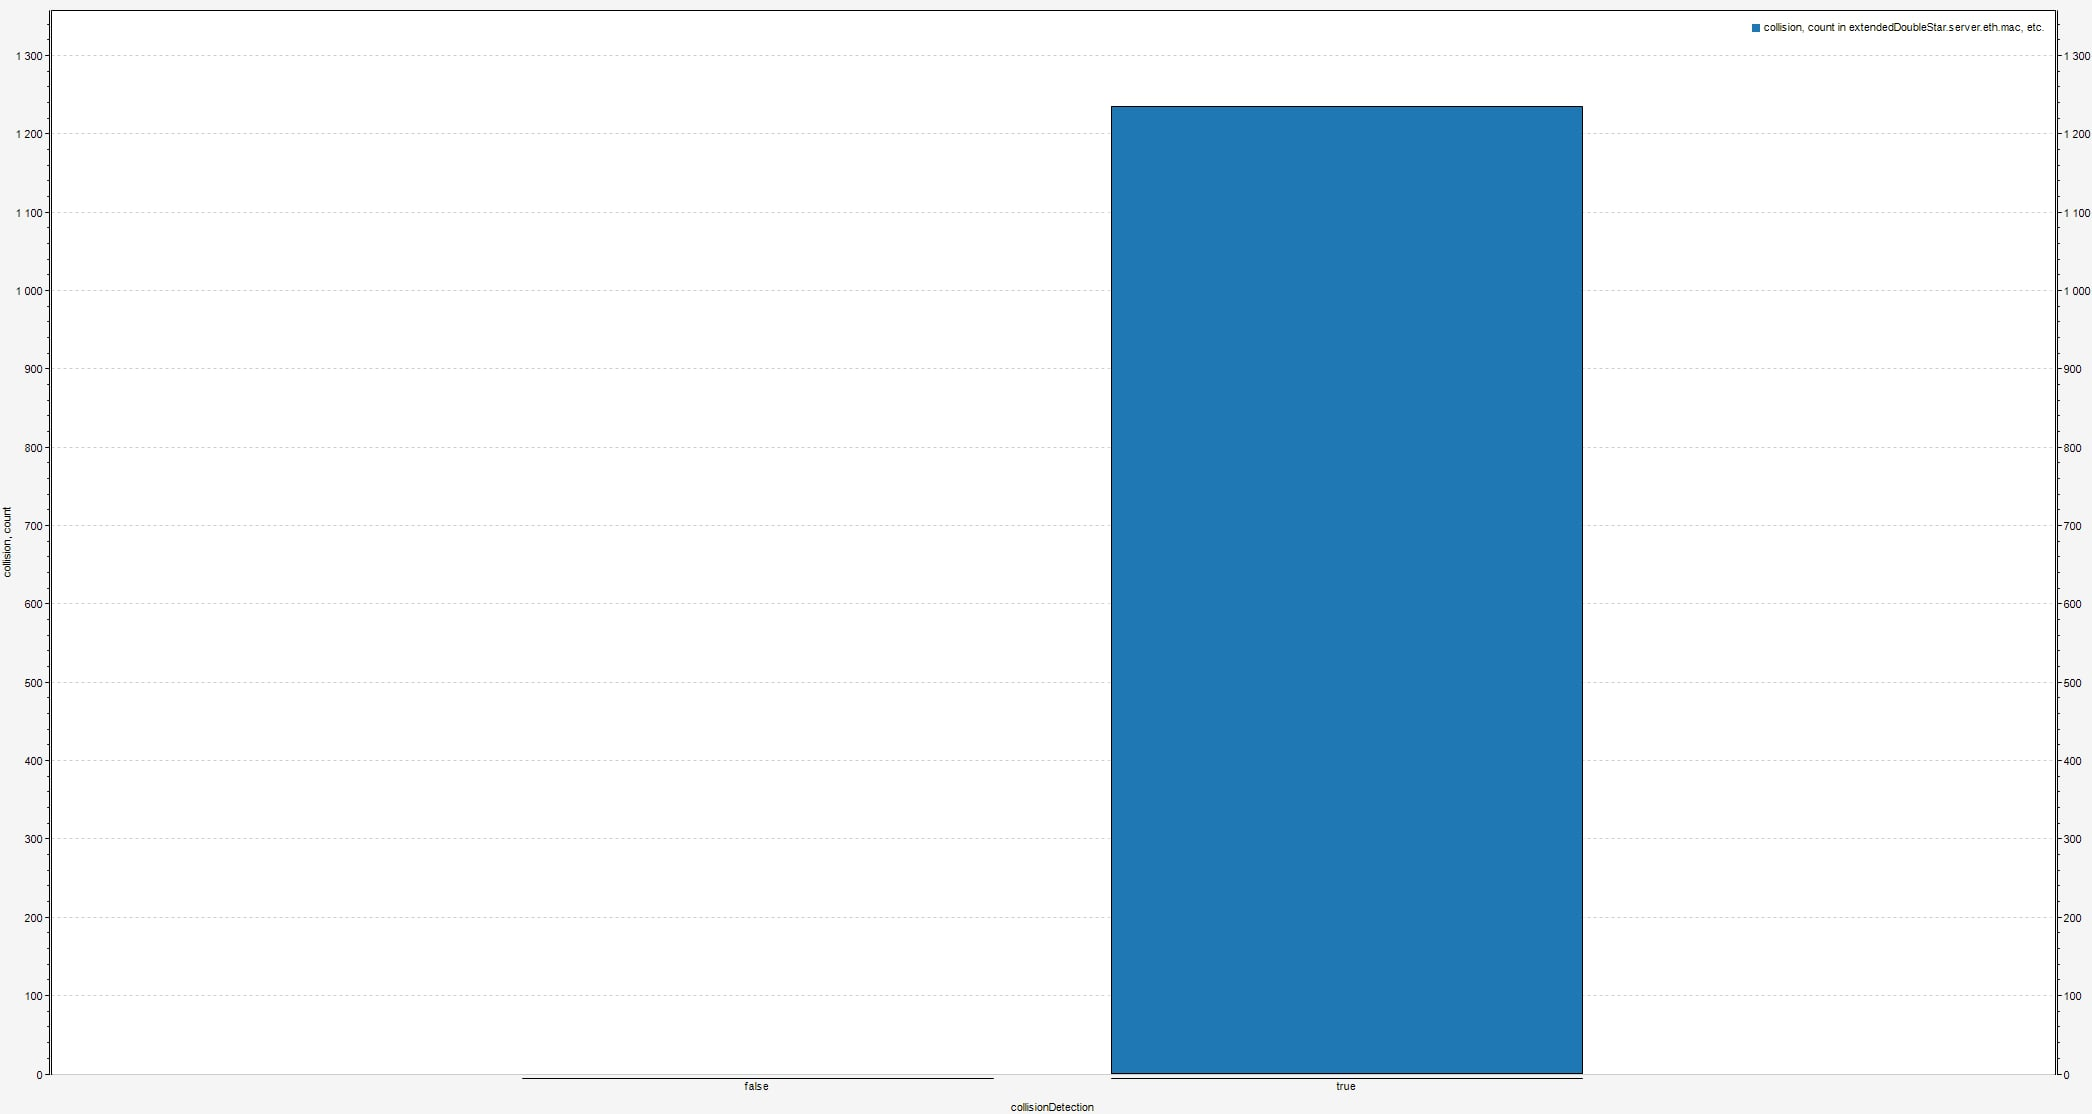 collision, count in extendedDoubleStar.server.eth.mac, etc.
1 300 1 300
1 200 1 200
1 100 1 100
1 000 1 000
900 900
800 800
700 700
600 600
500 500
400 400
300 300
200 200
100 100
0 0
collision, count
false true
collisionDetection